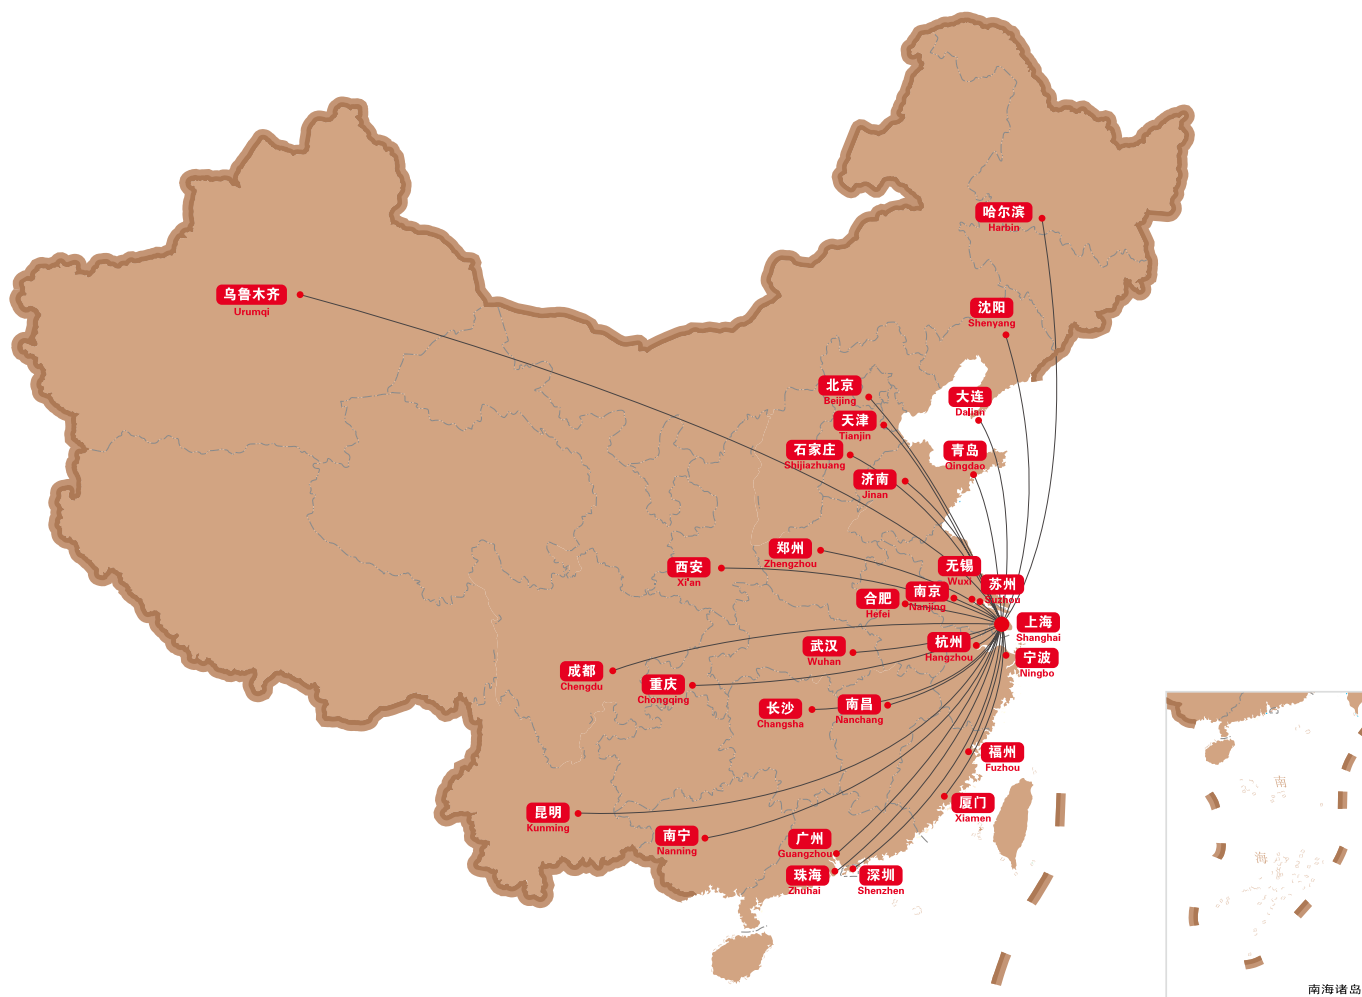 哈尔滨
Harbin
乌鲁木齐
Urumqi
沈阳
Shenyang
北京
Beijing
大连
Dalian
天津
Tianjin
石家庄
Shijiazhuang
青岛
Qingdao
济南
Jinan
郑州
Zhengzhou
西安
Xi'an
无锡
Wuxi
苏州
Suzhou
南京
Nanjing
合肥
Hefei
上海
Shanghai
杭州
Hangzhou
武汉
Wuhan
宁波
Ningbo
成都
Chengdu
重庆
Chongqing
长沙
Changsha
南昌
Nanchang
福州
Fuzhou
厦门
Xiamen
昆明
Kunming
南宁
Nanning
广州
Guangzhou
珠海
Zhuhai
深圳
Shenzhen
南
海
南海诸岛